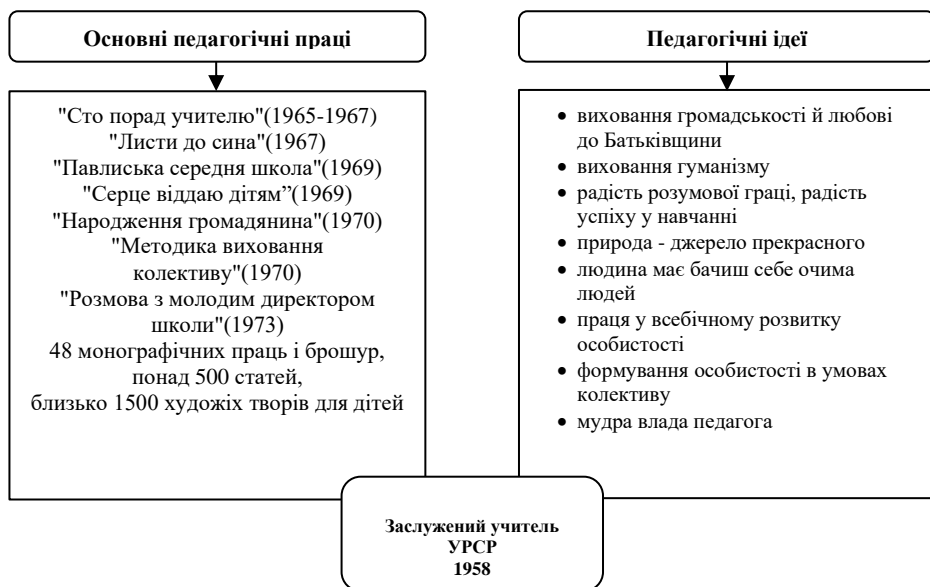 Основні педагогічні праці
"Сто порад учителю"(1965-1967)
"Листи до сина"(1967)
"Павлиська середня школа"(1969)
“Серце віддаю дітям”(1969)
"Народження громадянина"(1970)
"Методика виховання
колективу"(1970)
"Розмова з молодим директором
школи"(1973)
48 монографічних праць і брошур,
понад 500 статей,
близько 1500 художіх творів для дітей
Педагогічні ідеї
• виховання громадськості й любові
до Батьківщини
• виховання гуманізму
• радість розумової граці, радість
успіху у навчанні
• природа - джерело прекрасного
• людина має бачиш себе очима
людей
• праця у всебічному розвитку
особистості
• формування особистості в умовах
колективу
• мудра влада педагога
Заслужений учитель
УРСР
1958